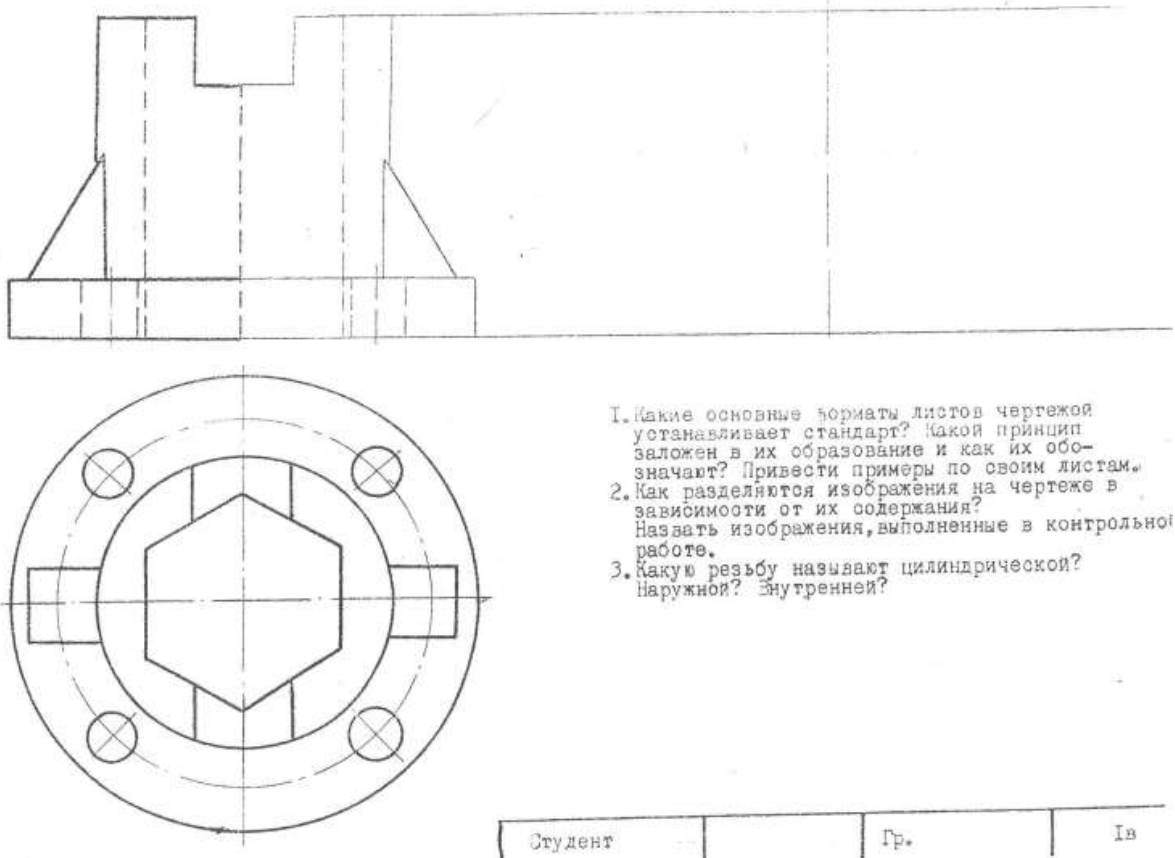 I. Какие основные форматы листов чертежой
устанавливает стандарт? Какой принцип
заложен в их образование и как их обо-
значают? Привести примеры по своим листам.
2. Как разделяются изображения на чертеже в
зависимости от их содержания?
Назвать изображения, выполненные в контрольно
работе.
3. Какую резьбу называют цилиндрической?
Наружной? Внутренней?
Студент Гр. Iв